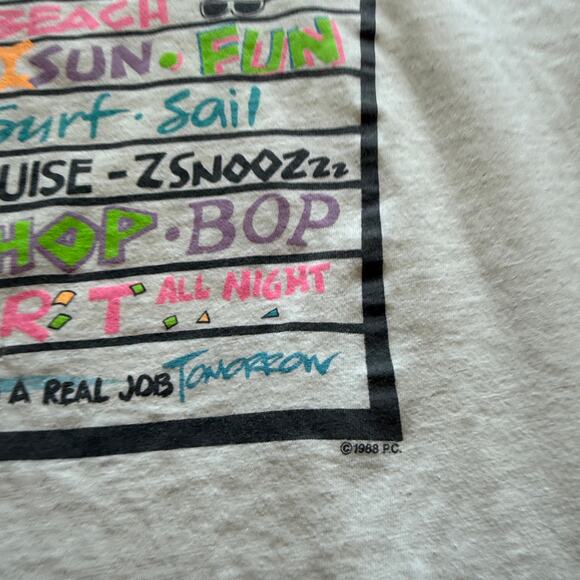 BEACH
SUN • FUN
Surf • Sail
UISE - ZSNOOZzz
HOP • BOP
R•T ALL NIGHT
A REAL JOB TOMORROW
©1988 P.C.